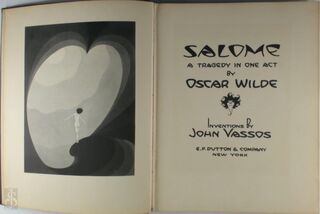 SALOME
A TRAGEDY IN ONE ACT
BY
OSCAR WILDE
INVENTIONS BY
JOHN VASSOS
E.P. DUTTON & COMPANY
NEW YORK